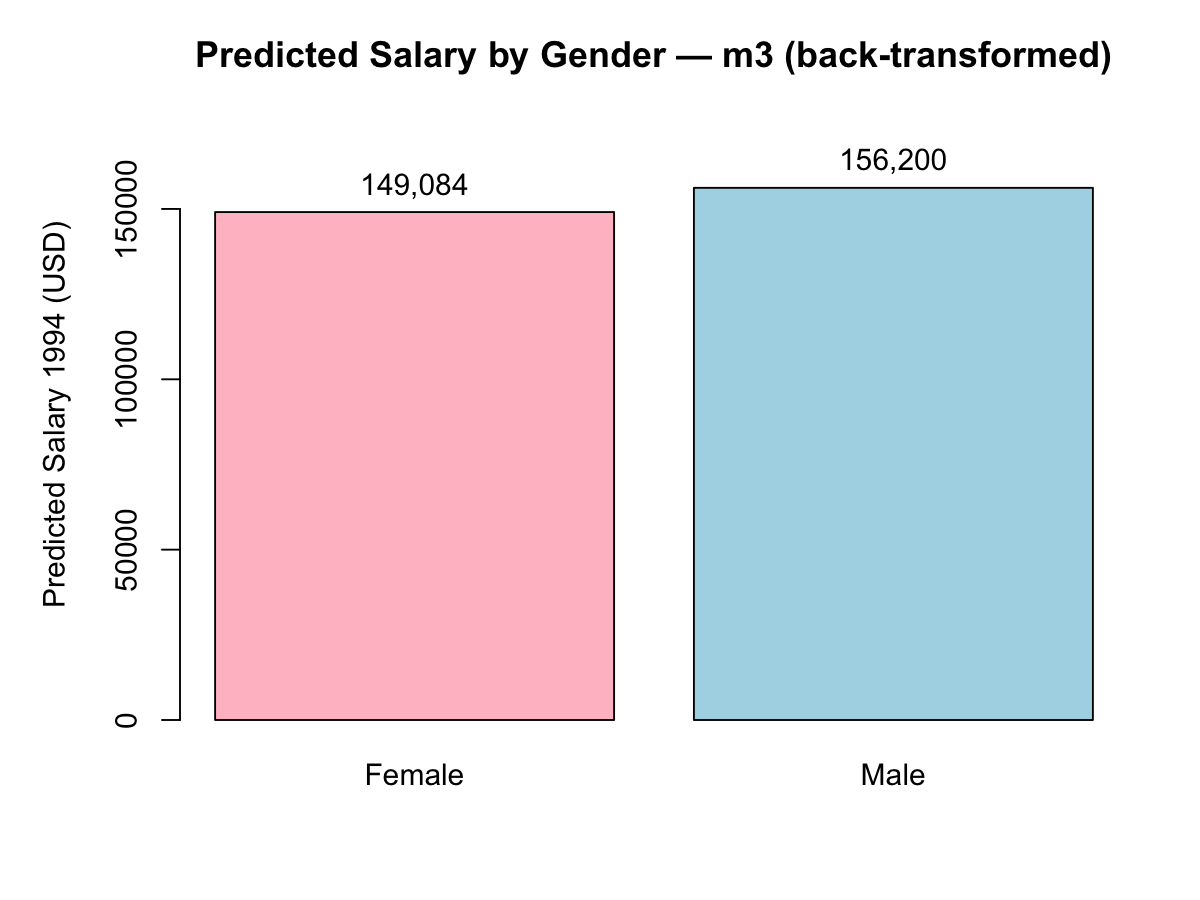 Predicted Salary by Gender — m3 (back-transformed)
Predicted Salary 1994 (USD)
150000
100000
50000
0
149,084
156,200
Female
Male